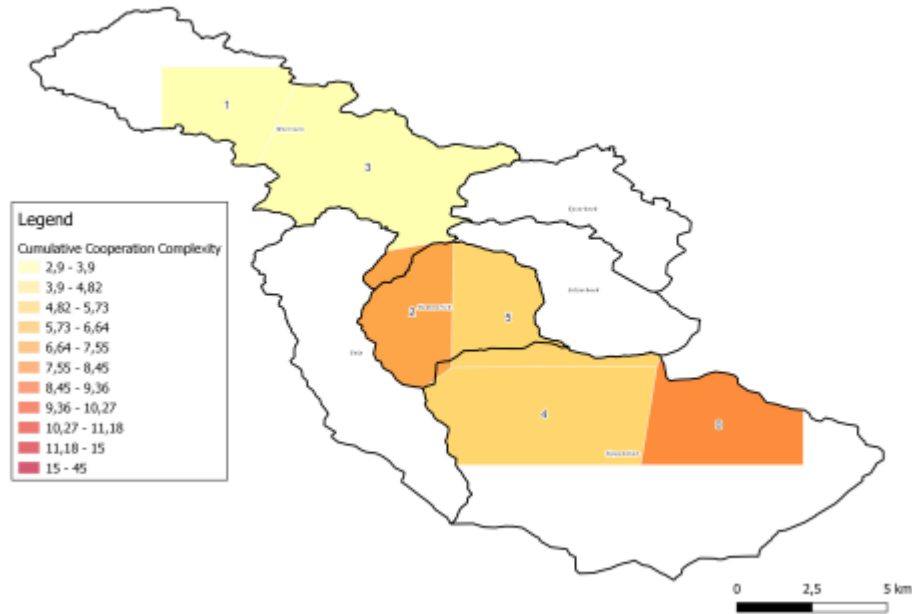 1
3
2
5
4
Legend
Cumulative Cooperation Complexity
2,9 - 3,9
3,9 - 4,82
4,82 - 5,73
5,73 - 6,64
6,64 - 7,55
7,55 - 8,45
8,45 - 9,36
9,36 - 10,27
10,27 - 11,18
11,18 - 15
15 - 45
0 2,5 5 km